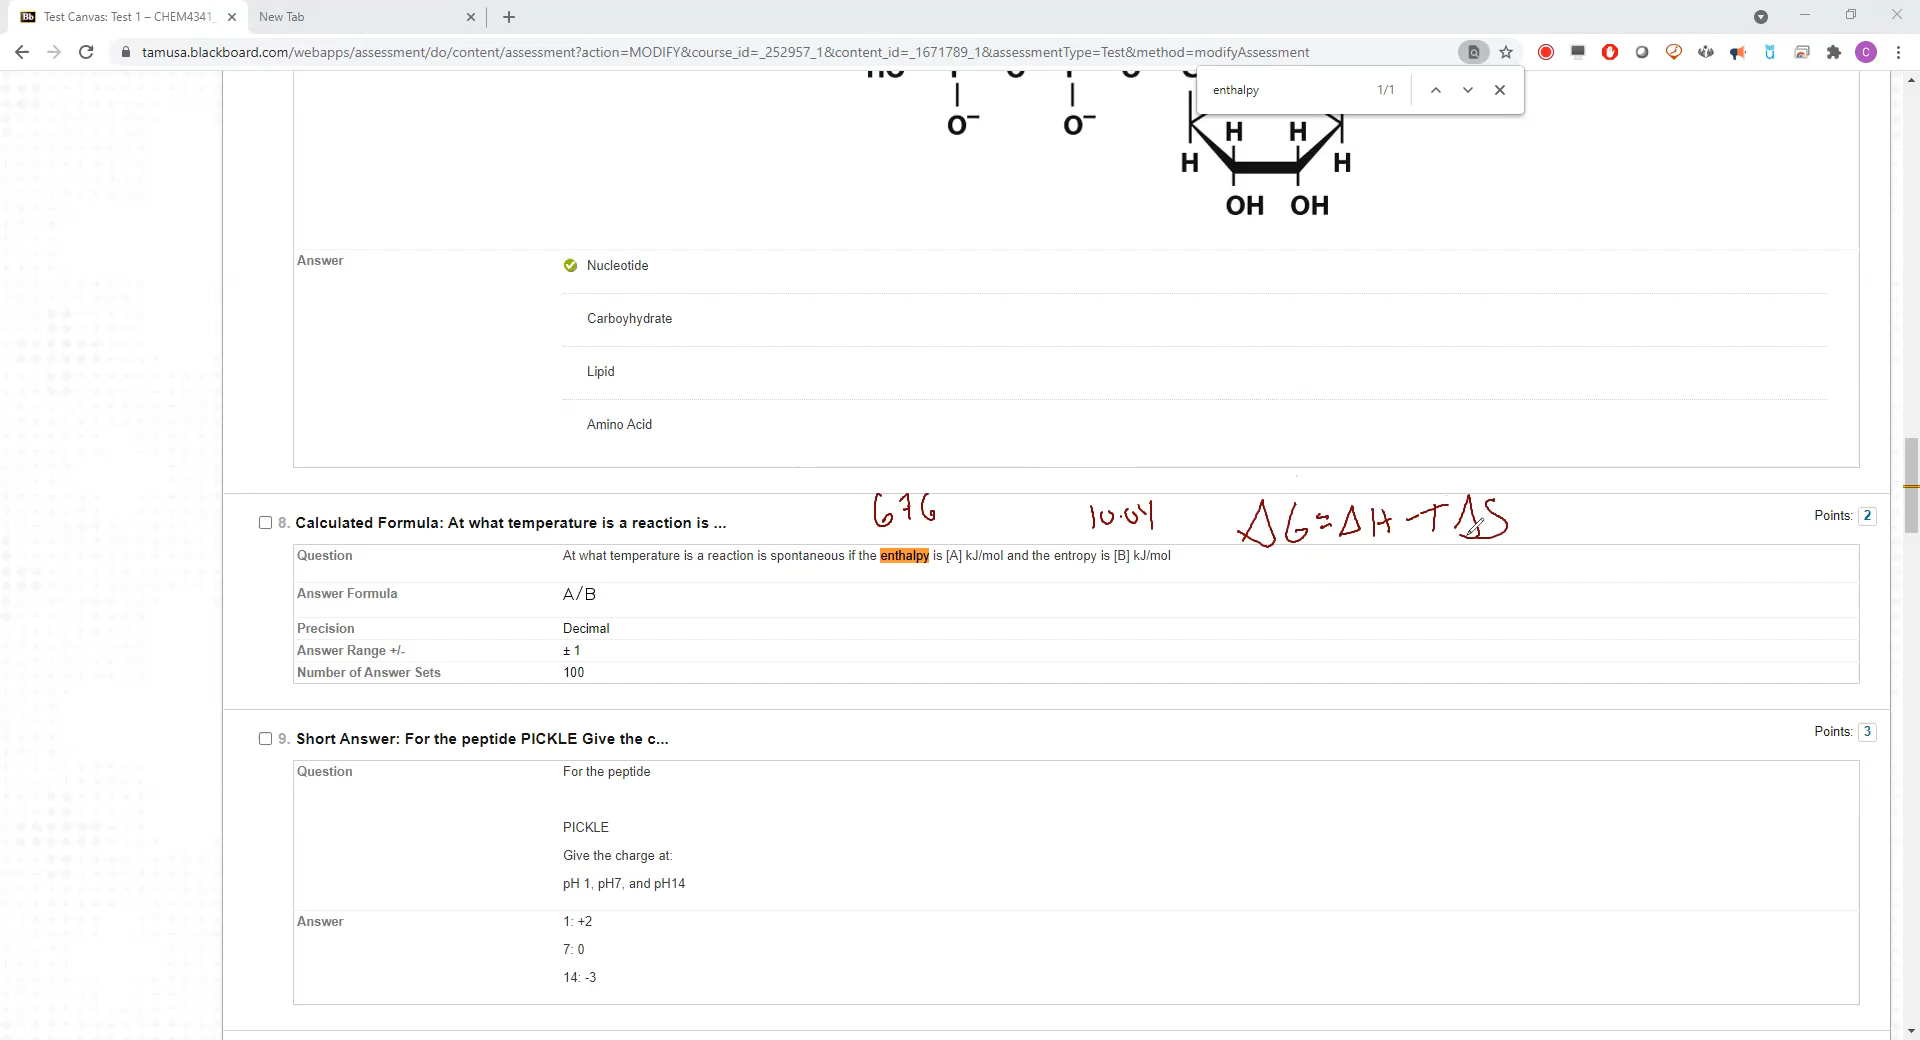 Test Canvas: Test 1 – CHEM4341_
New Tab
tamusa.blackboard.com/webapps/assessment/do/content/assessment?action=MODIFY&course_id=_252957_1&content_id=_1671789_1&assessmentType=Test&method=modifyAssessment
C
enthalpy 1/1
O⁻ O⁻
H H
H H
OH OH
Answer
Nucleotide
Carboyhydrate
Lipid
Amino Acid
676 10.04 ΔG = ΔH - TΔS
8. Calculated Formula: At what temperature is a reaction is ...
Points: 2
Question At what temperature is a reaction is spontaneous if the enthalpy is [A] kJ/mol and the entropy is [B] kJ/mol
Answer Formula A/B
Precision Decimal
Answer Range +/- ± 1
Number of Answer Sets 100
9. Short Answer: For the peptide PICKLE Give the c...
Points: 3
Question For the peptide
PICKLE
Give the charge at:
pH 1, pH7, and pH14
Answer 1: +2
7: 0
14: -3